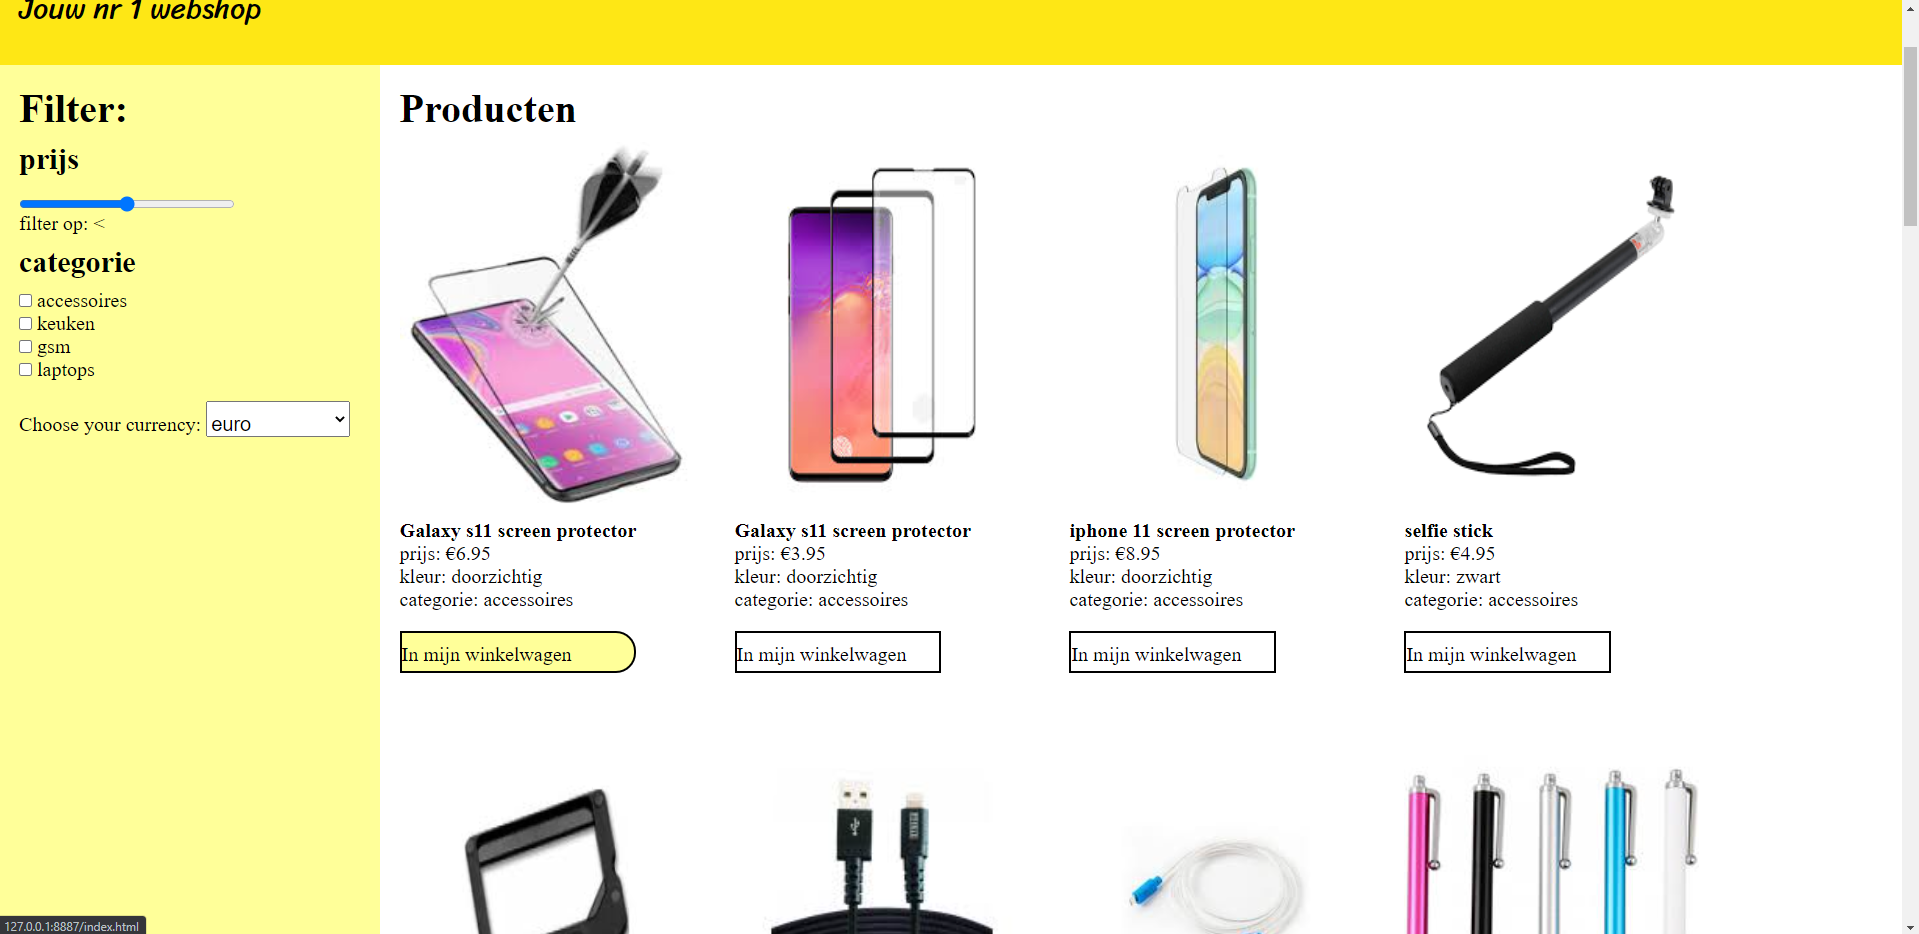 Jouw nr 1 webshop
Filter:
prijs
filter op: <
categorie
accessoires
keuken
gsm
laptops
Choose your currency: euro
Producten
Galaxy s11 screen protector
prijs: €6.95
kleur: doorzichtig
categorie: accessoires
In mijn winkelwagen
Galaxy s11 screen protector
prijs: €3.95
kleur: doorzichtig
categorie: accessoires
In mijn winkelwagen
iphone 11 screen protector
prijs: €8.95
kleur: doorzichtig
categorie: accessoires
In mijn winkelwagen
selfie stick
prijs: €4.95
kleur: zwart
categorie: accessoires
In mijn winkelwagen
127.0.0.1:8887/index.html